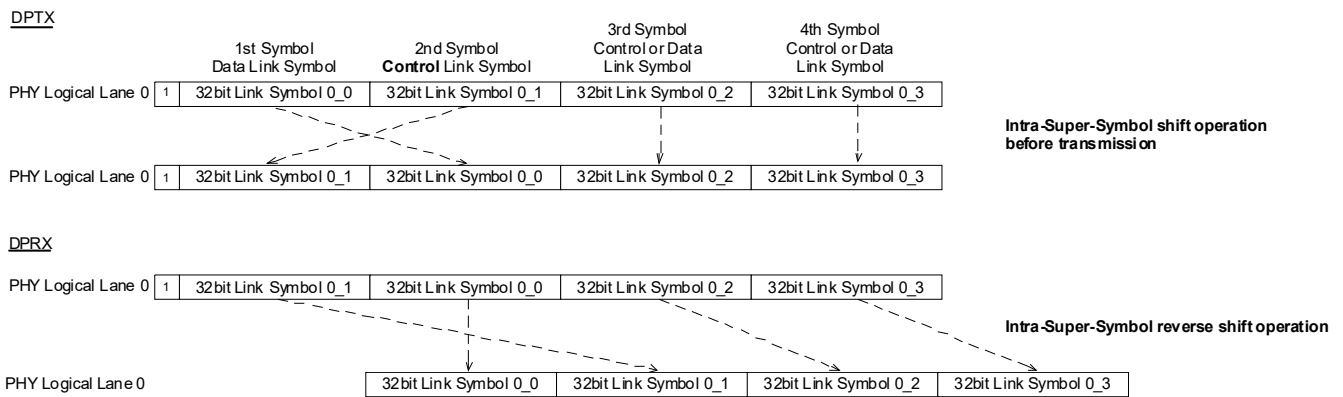 DPTX
1st Symbol
Data Link Symbol
2nd Symbol
Control Link Symbol
3rd Symbol
Control or Data
Link Symbol
4th Symbol
Control or Data
Link Symbol
PHY Logical Lane 0 1 32bit Link Symbol 0_0 32bit Link Symbol 0_1 32bit Link Symbol 0_2 32bit Link Symbol 0_3
Intra-Super-Symbol shift operation
before transmission
PHY Logical Lane 0 1 32bit Link Symbol 0_1 32bit Link Symbol 0_0 32bit Link Symbol 0_2 32bit Link Symbol 0_3
DPRX
PHY Logical Lane 0 1 32bit Link Symbol 0_1 32bit Link Symbol 0_0 32bit Link Symbol 0_2 32bit Link Symbol 0_3
Intra-Super-Symbol reverse shift operation
PHY Logical Lane 0 32bit Link Symbol 0_0 32bit Link Symbol 0_1 32bit Link Symbol 0_2 32bit Link Symbol 0_3